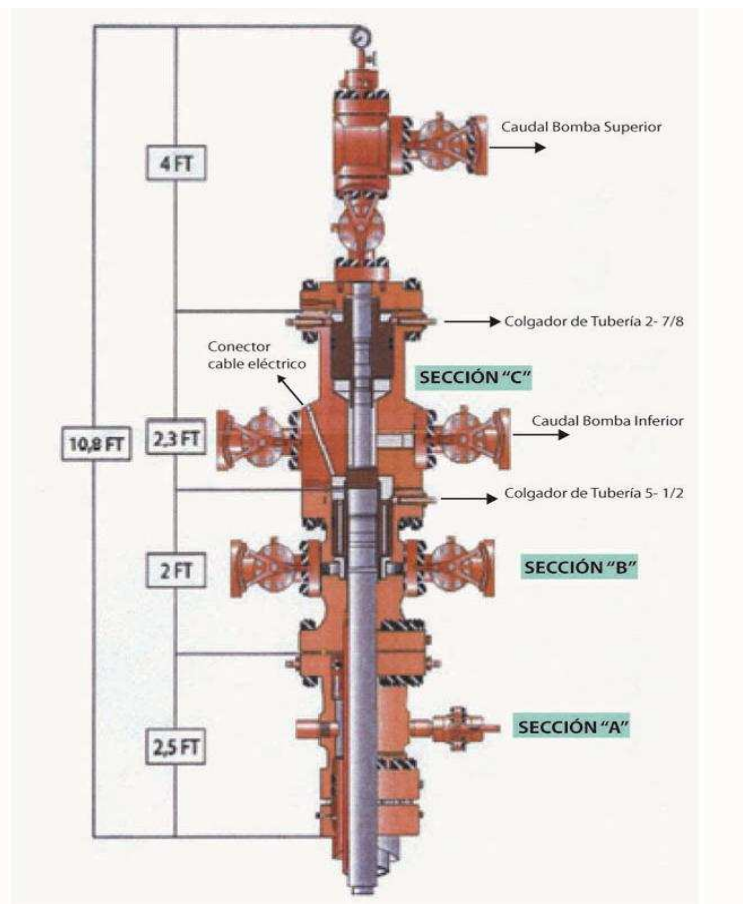 Caudal Bomba Superior
4 FT
Colgador de Tubería 2- 7/8
Conector
cable eléctrico
SECCIÓN "C"
Caudal Bomba Inferior
10,8 FT
2,3 FT
Colgador de Tubería 5- 1/2
2 FT
SECCIÓN "B"
SECCIÓN "A"
2,5 FT